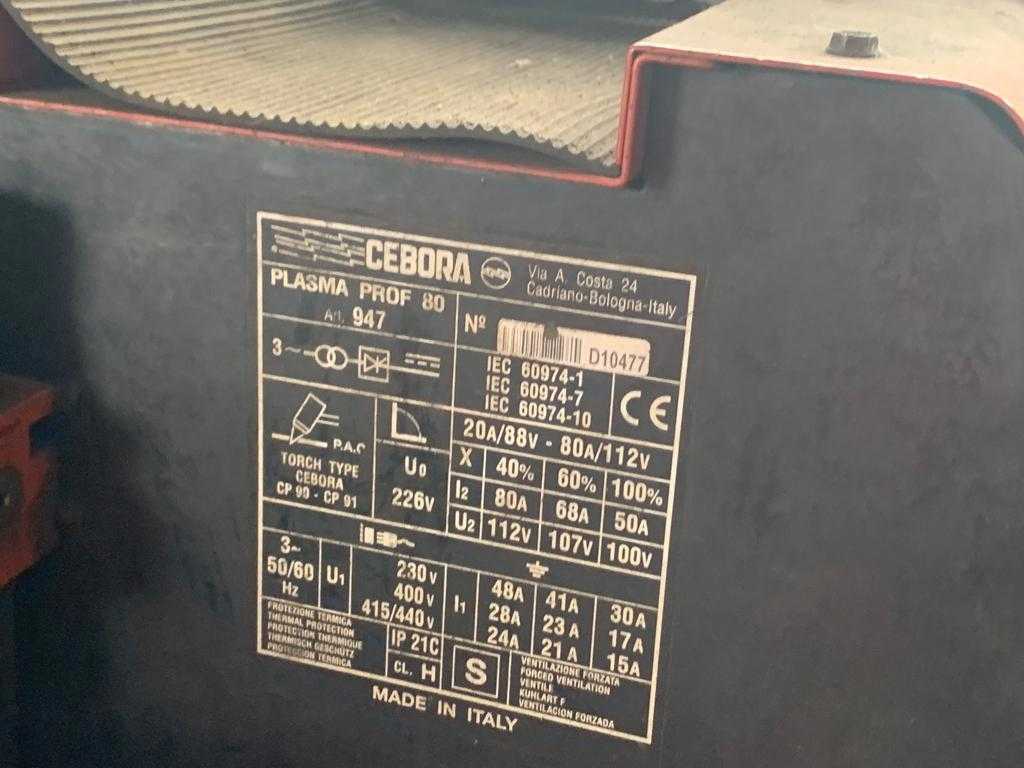 CEBORA
Via A. Costa 24
Cadriano-Bologna-Italy
PLASMA PROF 80
Art. 947
Nº D10477
3~
IEC 60974-1
IEC 60974-7
IEC 60974-10
CE
P.A.C
TORCH TYPE
CEBORA
CP 90 - CP 91
U0
226V
20A/88V - 80A/112V
X 40% 60% 100%
I2 80A 68A 50A
U2 112V 107V 100V
3~
50/60
Hz
U1
230V
400V
415/440V
I1
48A 41A 30A
28A 23A 17A
24A 21A 15A
PROTEZIONE TERMICA
THERMAL PROTECTION
PROTECTION THERMIQUE
THERMISCH GESCHÜTZ
PROTECCION TERMICA
IP 21C
CL. H
S
VENTILAZIONE FORZATA
FORCED VENTILATION
VENTILE
KUHLART F
VENTILACION FORZADA
MADE IN ITALY